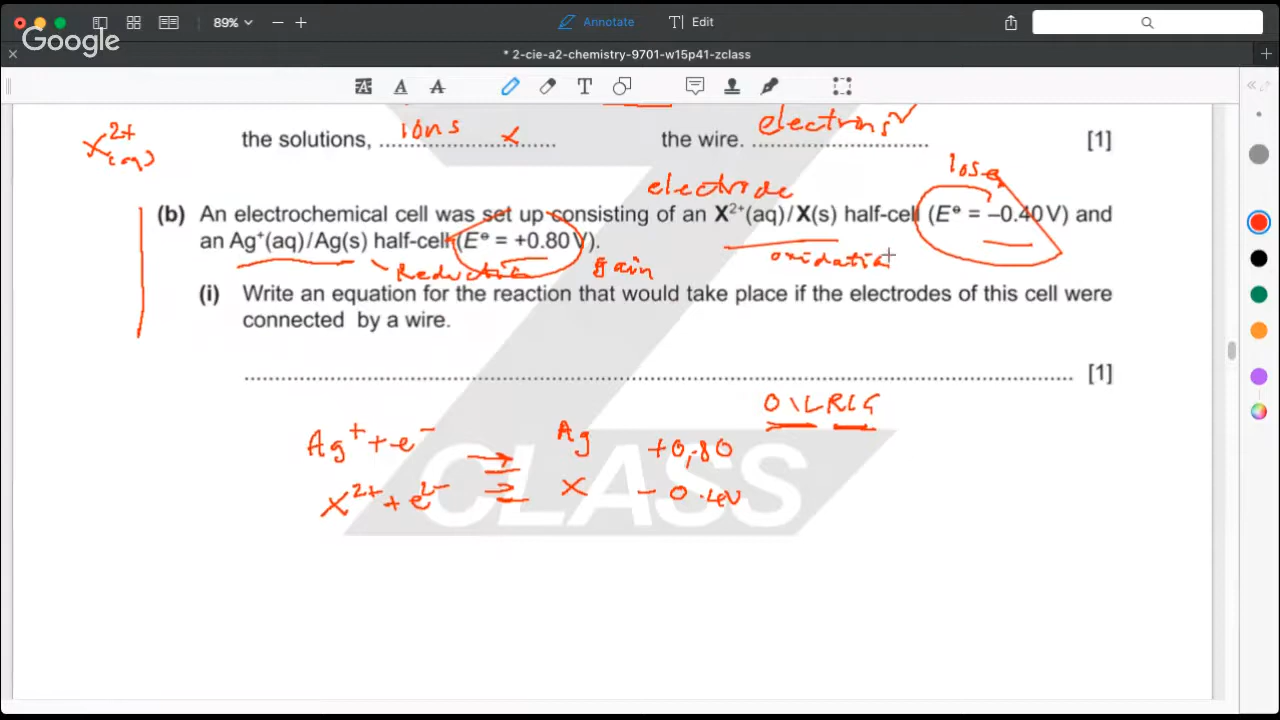 89%
Annotate
Edit
Google
* 2-cie-a2-chemistry-9701-w15p41-zclass
X2+(aq)
ions x
electrons
the solutions, ........................................ the wire. ........................................ [1]
electrode
lose
(b) An electrochemical cell was set up consisting of an X2+(aq)/X(s) half-cell (E⦵ = –0.40 V) and
an Ag+(aq)/Ag(s) half-cell (E⦵ = +0.80 V).
Reduction
gain
oxidation
(i) Write an equation for the reaction that would take place if the electrodes of this cell were
connected by a wire.
........................................................................................................................ [1]
OILRIG
Ag+ + e– ⇌ Ag +0.80
X2+ + e2– ⇌ X – 0.40
Z
CLASS